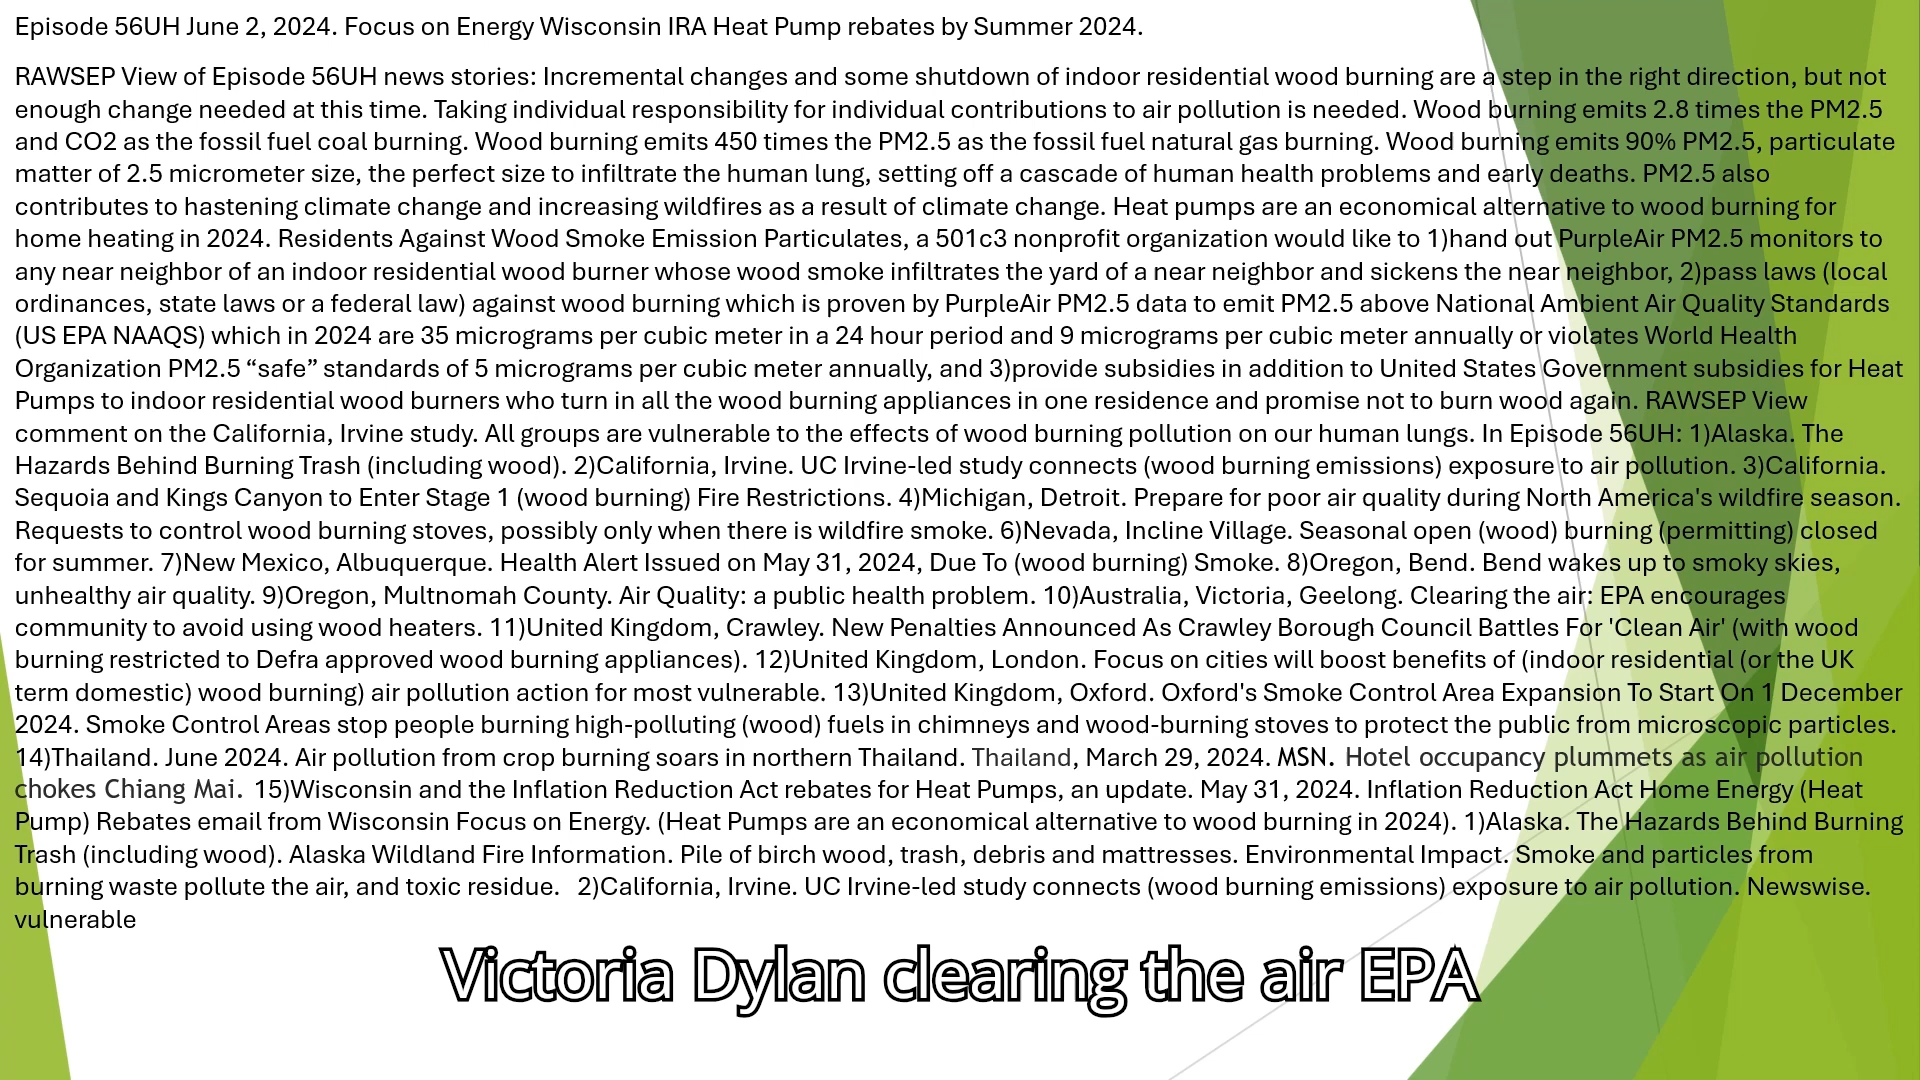 Episode 56UH June 2, 2024. Focus on Energy Wisconsin IRA Heat Pump rebates by Summer 2024.
RAWSEP View of Episode 56UH news stories: Incremental changes and some shutdown of indoor residential wood burning are a step in the right direction, but not
enough change needed at this time. Taking individual responsibility for individual contributions to air pollution is needed. Wood burning emits 2.8 times the PM2.5
and CO2 as the fossil fuel coal burning. Wood burning emits 450 times the PM2.5 as the fossil fuel natural gas burning. Wood burning emits 90% PM2.5, particulate
matter of 2.5 micrometer size, the perfect size to infiltrate the human lung, setting off a cascade of human health problems and early deaths. PM2.5 also
contributes to hastening climate change and increasing wildfires as a result of climate change. Heat pumps are an economical alternative to wood burning for
home heating in 2024. Residents Against Wood Smoke Emission Particulates, a 501c3 nonprofit organization would like to 1)hand out PurpleAir PM2.5 monitors to
any near neighbor of an indoor residential wood burner whose wood smoke infiltrates the yard of a near neighbor and sickens the near neighbor, 2)pass laws (local
ordinances, state laws or a federal law) against wood burning which is proven by PurpleAir PM2.5 data to emit PM2.5 above National Ambient Air Quality Standards
(US EPA NAAQS) which in 2024 are 35 micrograms per cubic meter in a 24 hour period and 9 micrograms per cubic meter annually or violates World Health
Organization PM2.5 “safe” standards of 5 micrograms per cubic meter annually, and 3)provide subsidies in addition to United States Government subsidies for Heat
Pumps to indoor residential wood burners who turn in all the wood burning appliances in one residence and promise not to burn wood again. RAWSEP View
comment on the California, Irvine study. All groups are vulnerable to the effects of wood burning pollution on our human lungs. In Episode 56UH: 1)Alaska. The
Hazards Behind Burning Trash (including wood). 2)California, Irvine. UC Irvine-led study connects (wood burning emissions) exposure to air pollution. 3)California.
Sequoia and Kings Canyon to Enter Stage 1 (wood burning) Fire Restrictions. 4)Michigan, Detroit. Prepare for poor air quality during North America's wildfire season.
Requests to control wood burning stoves, possibly only when there is wildfire smoke. 6)Nevada, Incline Village. Seasonal open (wood) burning (permitting) closed
for summer. 7)New Mexico, Albuquerque. Health Alert Issued on May 31, 2024, Due To (wood burning) Smoke. 8)Oregon, Bend. Bend wakes up to smoky skies,
unhealthy air quality. 9)Oregon, Multnomah County. Air Quality: a public health problem. 10)Australia, Victoria, Geelong. Clearing the air: EPA encourages
community to avoid using wood heaters. 11)United Kingdom, Crawley. New Penalties Announced As Crawley Borough Council Battles For 'Clean Air' (with wood
burning restricted to Defra approved wood burning appliances). 12)United Kingdom, London. Focus on cities will boost benefits of (indoor residential (or the UK
term domestic) wood burning) air pollution action for most vulnerable. 13)United Kingdom, Oxford. Oxford's Smoke Control Area Expansion To Start On 1 December
2024. Smoke Control Areas stop people burning high-polluting (wood) fuels in chimneys and wood-burning stoves to protect the public from microscopic particles.
14)Thailand. June 2024. Air pollution from crop burning soars in northern Thailand. Thailand, March 29, 2024. MSN. Hotel occupancy plummets as air pollution
chokes Chiang Mai. 15)Wisconsin and the Inflation Reduction Act rebates for Heat Pumps, an update. May 31, 2024. Inflation Reduction Act Home Energy (Heat
Pump) Rebates email from Wisconsin Focus on Energy. (Heat Pumps are an economical alternative to wood burning in 2024). 1)Alaska. The Hazards Behind Burning
Trash (including wood). Alaska Wildland Fire Information. Pile of birch wood, trash, debris and mattresses. Environmental Impact. Smoke and particles from
burning waste pollute the air, and toxic residue. 2)California, Irvine. UC Irvine-led study connects (wood burning emissions) exposure to air pollution. Newswise.
vulnerable
Victoria Dylan clearing the air EPA